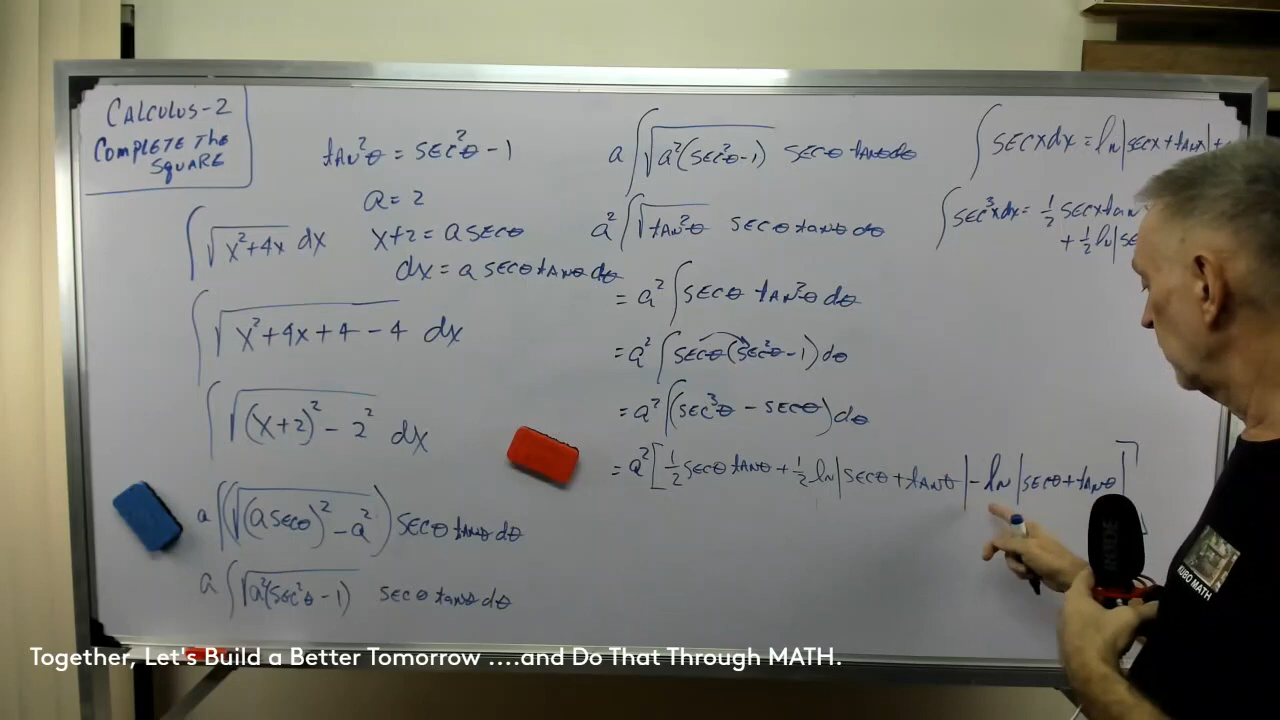 CALCULUS-2
COMPLETE THE
SQUARE
tan²θ = sec²θ - 1
a = 2
∫ √(x²+4x) dx
x+2 = a secθ
dx = a secθ tanθ dθ
∫ √(x²+4x+4-4) dx
∫ √((x+2)² - 2²) dx
a ∫ (√((a secθ)² - a²)) secθ tanθ dθ
a ∫ √(a²(sec²θ - 1)) secθ tanθ dθ
a ∫ √(a²(sec²θ-1)) secθ tanθ dθ
a² ∫ √(tan²θ) secθ tanθ dθ
= a² ∫ secθ tan²θ dθ
= a² ∫ secθ(sec²θ - 1) dθ
= a² ∫ (sec³θ - secθ) dθ
= a² [ ½ secθ tanθ + ½ ln|secθ + tanθ| - ln|secθ + tanθ| ]
∫ secx dx = ln|secx + tanx| +
∫ sec³x dx = ½ secx tan
+ ½ ln|se
KUBO MATH
Together, Let's Build a Better Tomorrow ....and Do That Through MATH.